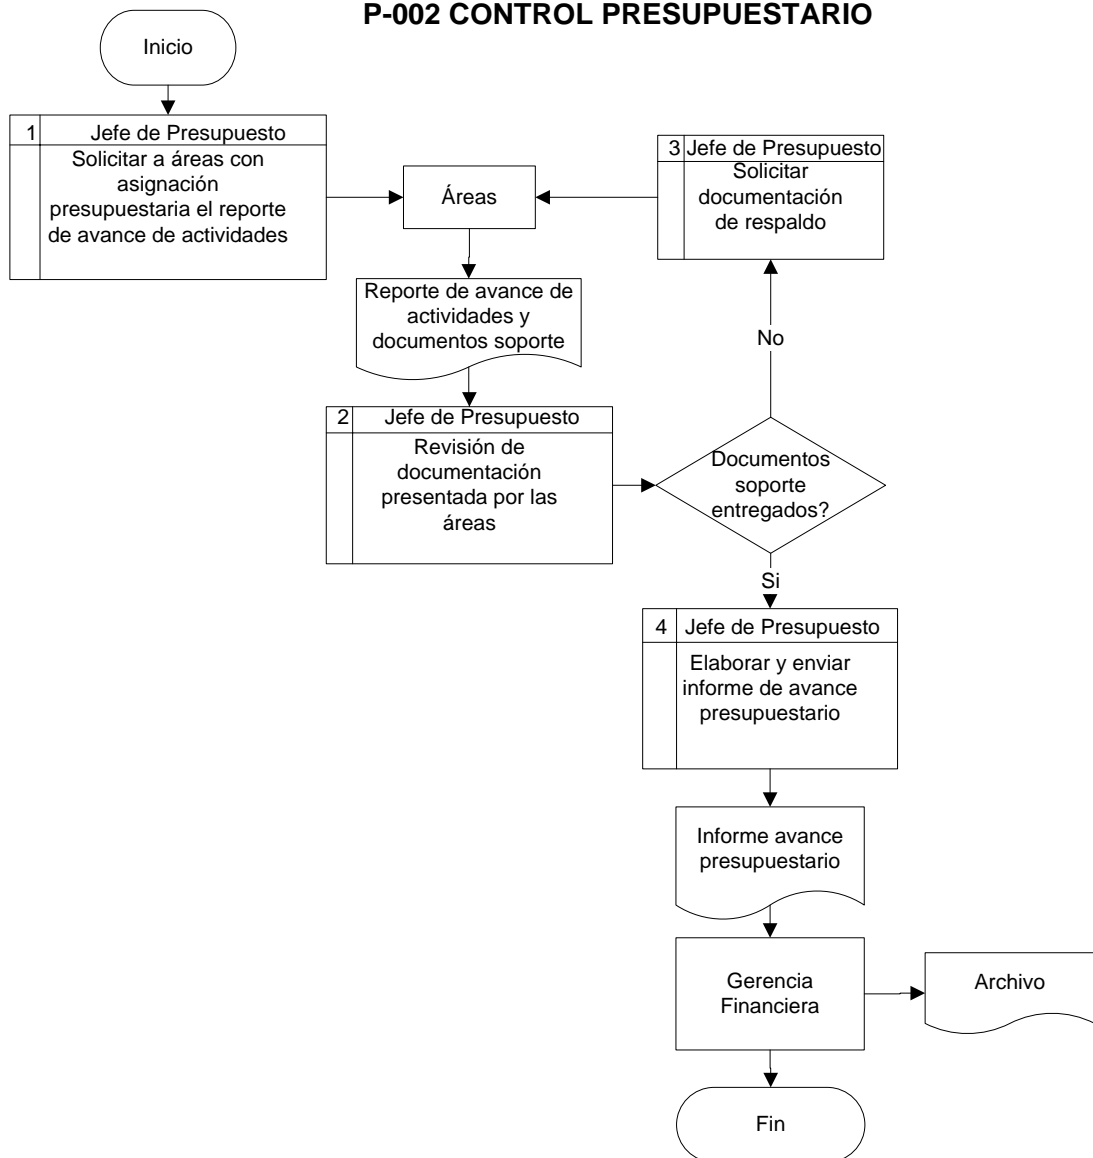 P-002 CONTROL PRESUPUESTARIO
Inicio
1 Jefe de Presupuesto
Solicitar a áreas con
asignación
presupuestaria el reporte
de avance de actividades
Áreas
3 Jefe de Presupuesto
Solicitar
documentación
de respaldo
Reporte de avance de
actividades y
documentos soporte
No
2 Jefe de Presupuesto
Revisión de
documentación
presentada por las
áreas
Documentos
soporte
entregados?
Si
4 Jefe de Presupuesto
Elaborar y enviar
informe de avance
presupuestario
Informe avance
presupuestario
Gerencia
Financiera
Archivo
Fin